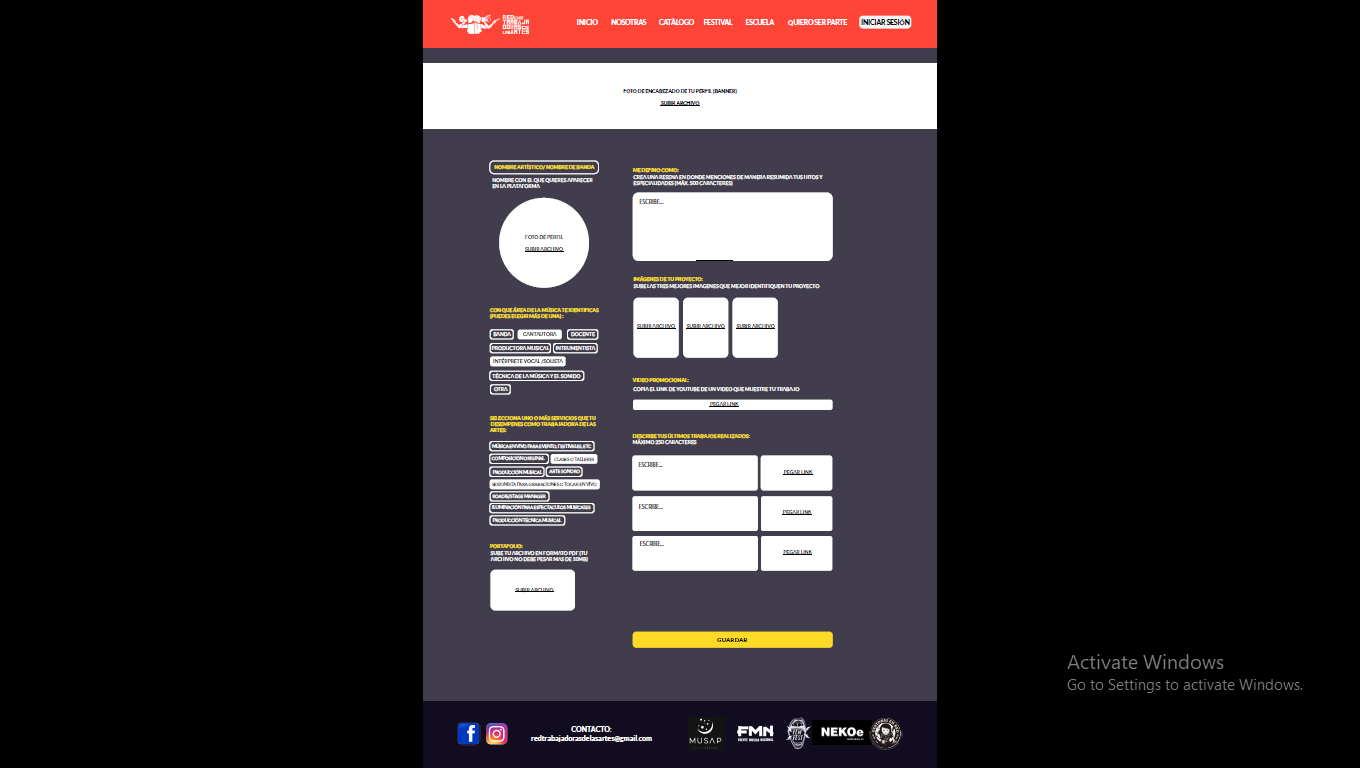 RED DE
TRABAJA
DORAS DE
LAS ARTES
INICIO NOSOTRAS CATÁLOGO FESTIVAL ESCUELA QUIERO SER PARTE INICIAR SESIÓN
FOTO DE ENCABEZADO DE TU PERFIL (BANNER)
SUBIR ARCHIVO
NOMBRE ARTÍSTICO/ NOMBRE DE BANDA
NOMBRE CON EL QUE QUIERES APARECER
EN LA PLATAFORMA
FOTO DE PERFIL
SUBIR ARCHIVO
CON QUE ÁREA DE LA MÚSICA TE IDENTIFICAS
(PUEDES ELEGIR MÁS DE UNA):
BANDA CANTAUTORA DOCENTE
PRODUCTORA MUSICAL INTRUMENTISTA
INTÉRPRETE VOCAL /SOLISTA
TÉCNICA DE LA MÚSICA Y EL SONIDO
OTRA
SELECCIONA UNO O MÁS SERVICIOS QUE TU
DESEMPEÑES COMO TRABAJADORA DE LAS
ARTES:
MÚSICA EN VIVO PARA EVENTO, FESTIVALES, ETC
COMPOSICIÓN ORIGINAL CLASES O TALLERES
PRODUCCIÓN MUSICAL ARTE SONORO
SESIONISTA PARA GRABACIONES O TOCAR EN VIVO
ROADIE/STAGE MANAGER
ILUMINACIÓN PARA ESPECTACULOS MUSICALES
PRODUCCIÓN TÉCNICA MUSICAL
PORTAFOLIO:
SUBE TU ARCHIVO EN FORMATO PDF (TU
ARCHIVO NO DEBE PESAR MAS DE 10MB)
SUBIR ARCHIVO
ME DEFINO COMO:
CREA UNA RESEÑA EN DONDE MENCIONES DE MANERA RESUMIDA TUS HITOS Y
ESPECIALIDADES (MÁX. 500 CARACTERES)
ESCRIBE...
IMÁGENES DE TU PROYECTO:
SUBE LAS TRES MEJORES IMAGENES QUE MEJOR IDENTIFIQUEN TU PROYECTO
SUBIR ARCHIVO SUBIR ARCHIVO SUBIR ARCHIVO
VIDEO PROMOCIONAL:
COPIA EL LINK DE YOUTUBE DE UN VIDEO QUE MUESTRE TU TRABAJO
PEGAR LINK
DESCRIBE TUS ÚLTIMOS TRABAJOS REALIZADOS:
MÁXIMO 250 CARACTERES
ESCRIBE... PEGAR LINK
ESCRIBE... PEGAR LINK
ESCRIBE... PEGAR LINK
GUARDAR
Activate Windows
Go to Settings to activate Windows.
CONTACTO:
redtrabajadorasdelasartes@gmail.com
MUSAP
FMN
FEM
FEST
NEKOe